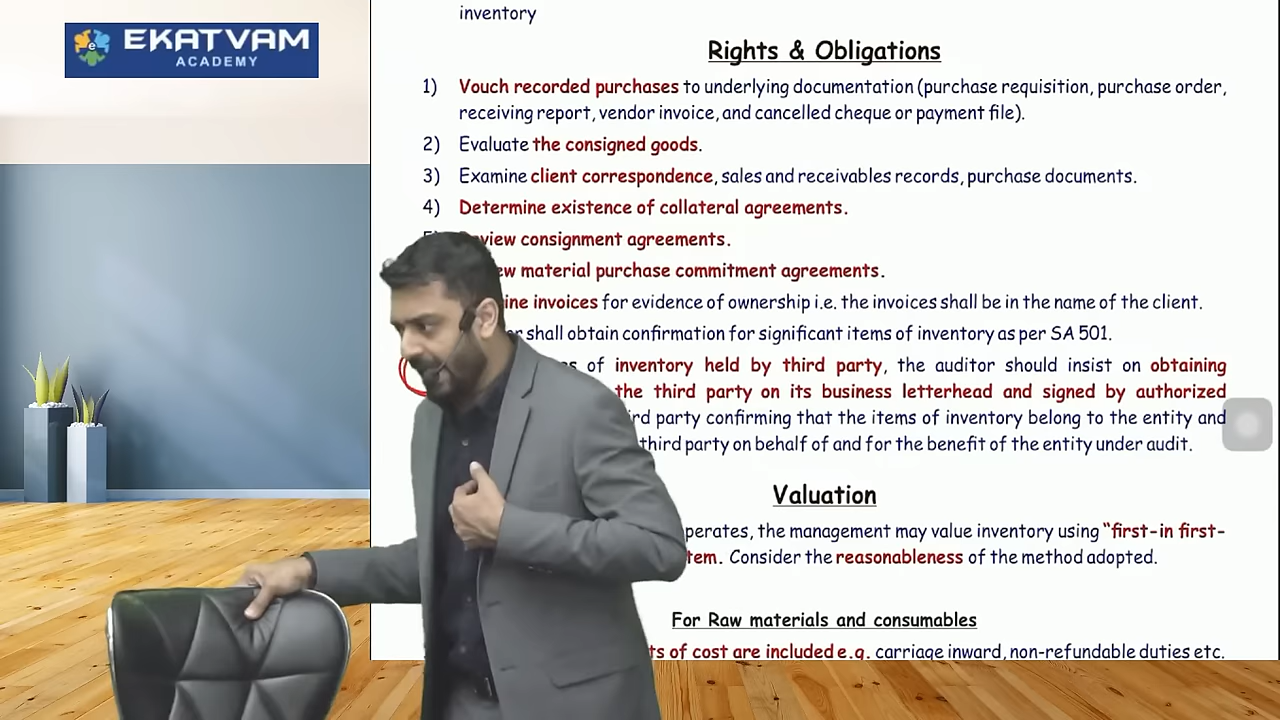 EKATVAM
ACADEMY
inventory
Rights & Obligations
1) Vouch recorded purchases to underlying documentation (purchase requisition, purchase order,
receiving report, vendor invoice, and cancelled cheque or payment file).
2) Evaluate the consigned goods.
3) Examine client correspondence, sales and receivables records, purchase documents.
4) Determine existence of collateral agreements.
consignment agreements.
material purchase commitment agreements.
invoices for evidence of ownership i.e. the invoices shall be in the name of the client.
shall obtain confirmation for significant items of inventory as per SA 501.
of inventory held by third party, the auditor should insist on obtaining
the third party on its business letterhead and signed by authorized
party confirming that the items of inventory belong to the entity and
third party on behalf of and for the benefit of the entity under audit.
Valuation
the management may value inventory using "first-in first-
Consider the reasonableness of the method adopted.
For Raw materials and consumables
of cost are included e.g. carriage inward, non-refundable duties etc.